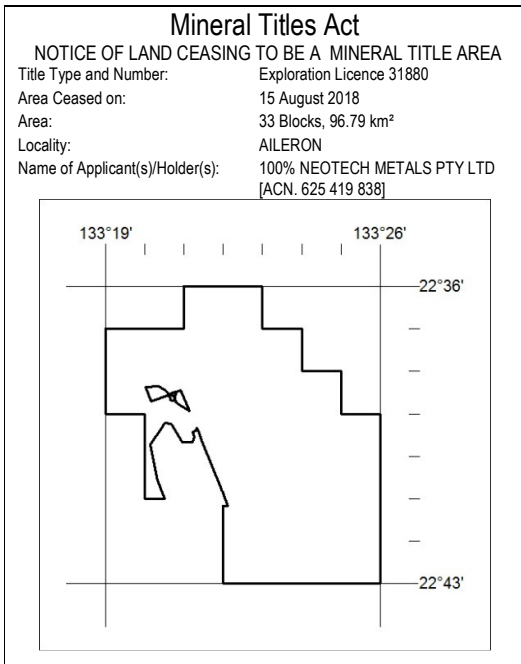 Mineral Titles Act
NOTICE OF LAND CEASING TO BE A MINERAL TITLE AREA
Title Type and Number: Exploration Licence 31880
Area Ceased on: 15 August 2018
Area: 33 Blocks, 96.79 km²
Locality: AILERON
Name of Applicant(s)/Holder(s): 100% NEOTECH METALS PTY LTD
[ACN. 625 419 838]
133°19' 133°26'
22°36'
22°43'